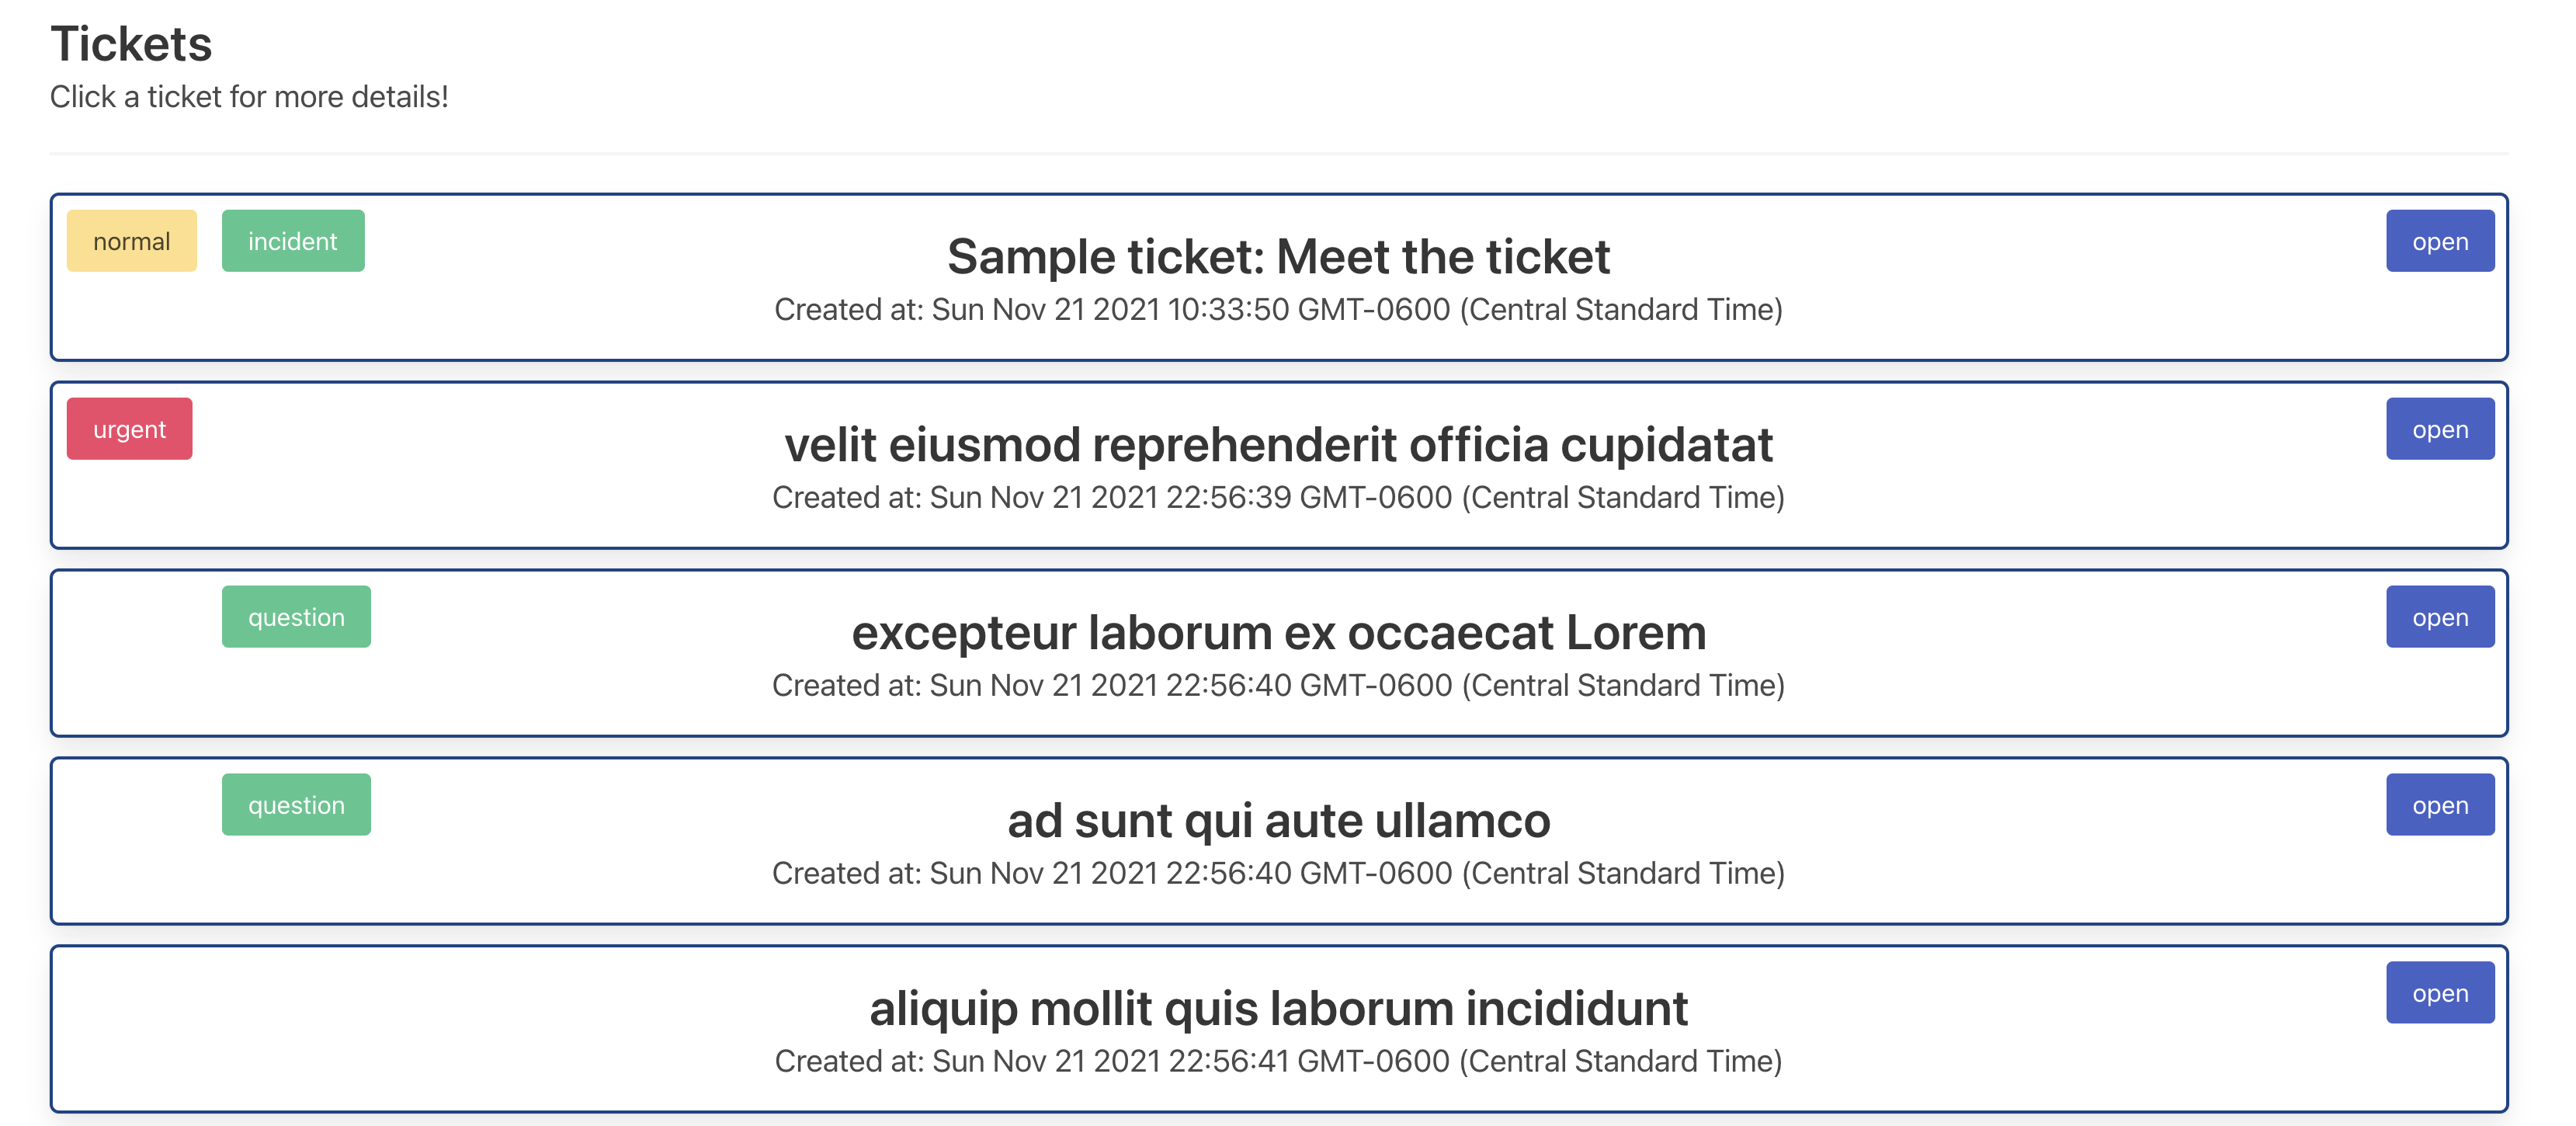 Tickets
Click a ticket for more details!
normal incident open
Sample ticket: Meet the ticket
Created at: Sun Nov 21 2021 10:33:50 GMT-0600 (Central Standard Time)
urgent open
velit eiusmod reprehenderit officia cupidatat
Created at: Sun Nov 21 2021 22:56:39 GMT-0600 (Central Standard Time)
question open
excepteur laborum ex occaecat Lorem
Created at: Sun Nov 21 2021 22:56:40 GMT-0600 (Central Standard Time)
question open
ad sunt qui aute ullamco
Created at: Sun Nov 21 2021 22:56:40 GMT-0600 (Central Standard Time)
open
aliquip mollit quis laborum incididunt
Created at: Sun Nov 21 2021 22:56:41 GMT-0600 (Central Standard Time)